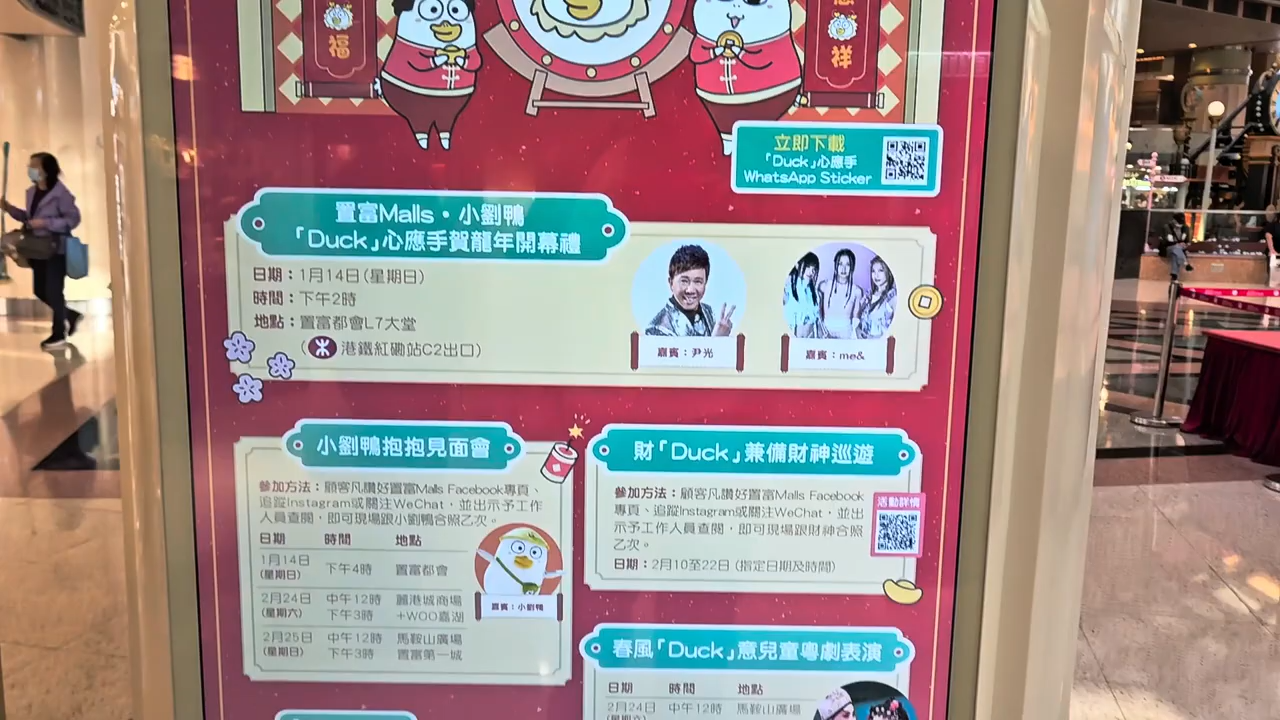 福
祥
立即下載
「Duck」心應手
WhatsApp Sticker
置富Malls・小劉鴨
「Duck」心應手賀龍年開幕禮
日期：1月14日(星期日)
時間：下午2時
地點：置富都會L7大堂
(港鐵紅磡站C2出口)
嘉賓：尹光
嘉賓：me&
小劉鴨抱抱見面會
參加方法：顧客凡讚好置富Malls Facebook專頁、
追蹤Instagram或關注WeChat，並出示予工作
人員查閱，即可現場跟小劉鴨合照乙次。
日期 時間 地點
1月14日 下午4時 置富都會
(星期日)
2月24日 中午12時 麗港城商場
(星期六) 下午3時 +WOO嘉湖
2月25日 中午12時 馬鞍山廣場
(星期日) 下午3時 置富第一城
嘉賓：小劉鴨
財「Duck」兼備財神巡遊
參加方法：顧客凡讚好置富Malls Facebook
專頁、追蹤Instagram或關注WeChat，並出
示予工作人員查閱，即可現場跟財神合照
乙次。
日期：2月10至22日 (指定日期及時間)
活動詳情
春風「Duck」意兒童粵劇表演
日期 時間 地點
2月24日 中午12時 馬鞍山廣場